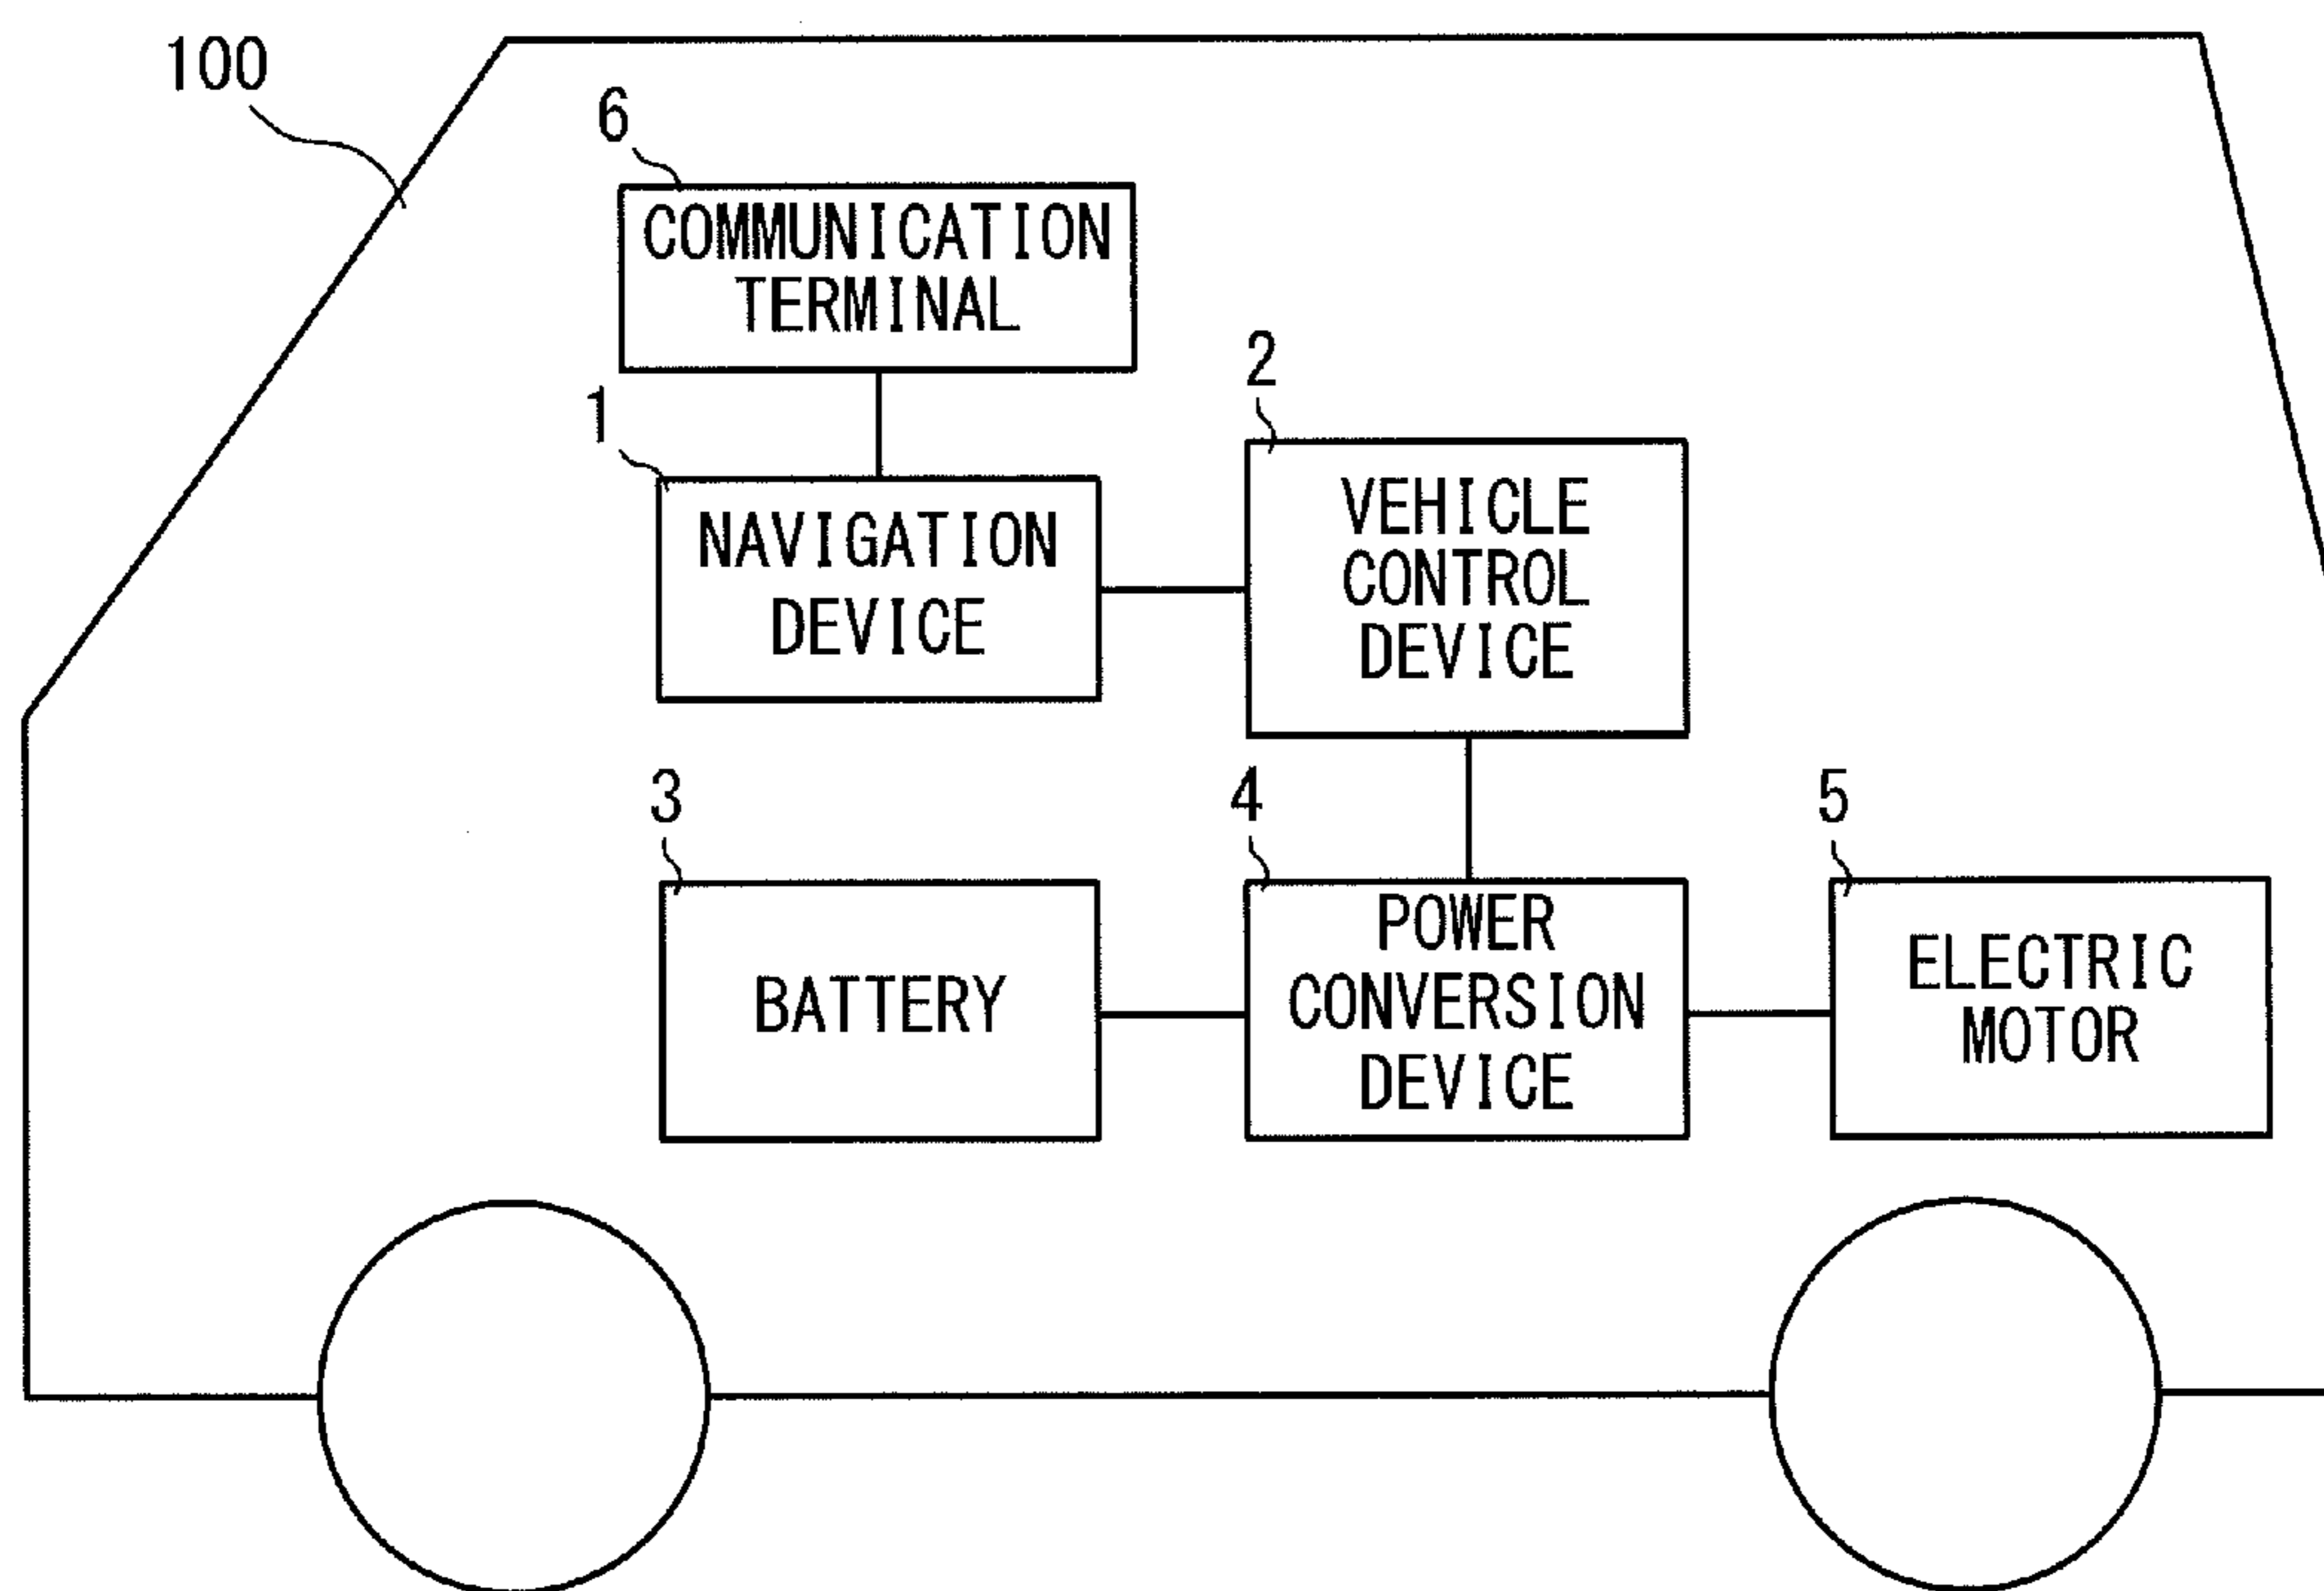 100
6
COMMUNICATION
TERMINAL
1
NAVIGATION
DEVICE
2
VEHICLE
CONTROL
DEVICE
3
BATTERY
4
POWER
CONVERSION
DEVICE
5
ELECTRIC
MOTOR